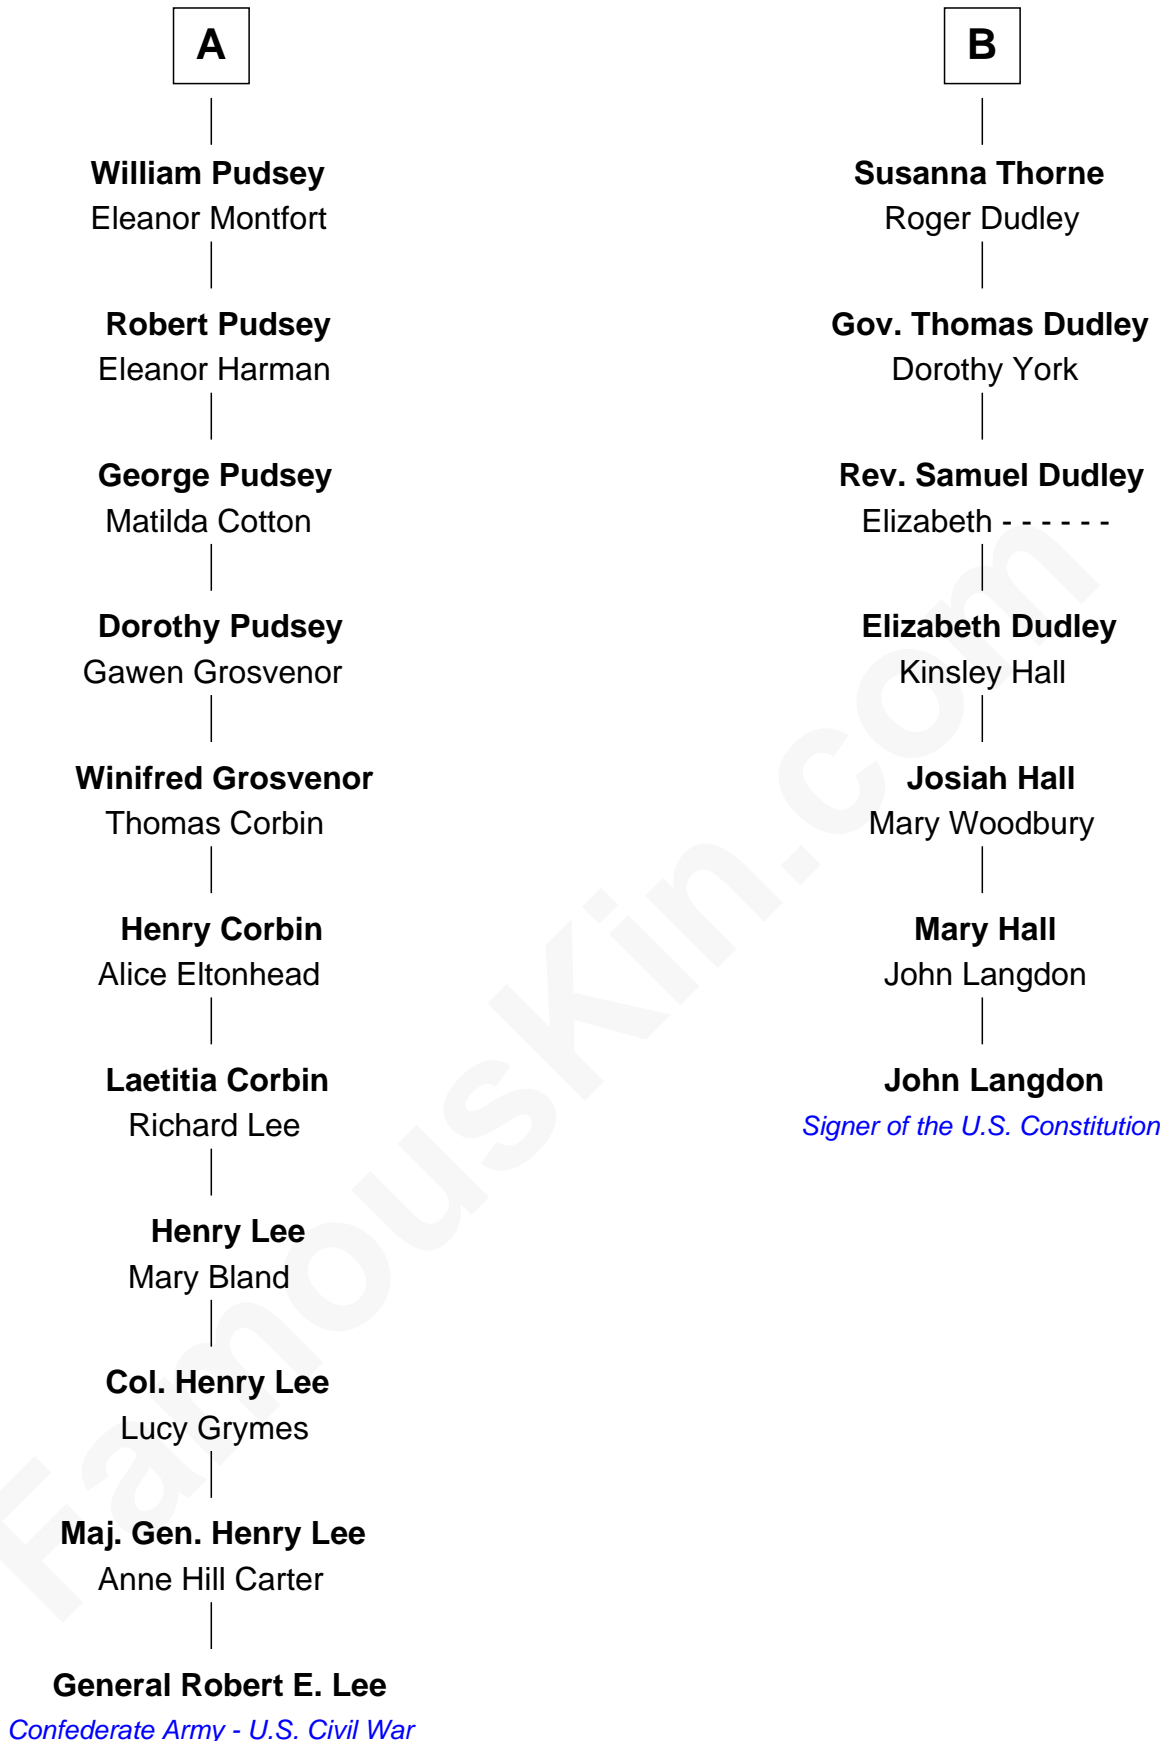 A
William Pudsey
Eleanor Montfort
Robert Pudsey
Eleanor Harman
George Pudsey
Matilda Cotton
Dorothy Pudsey
Gawen Grosvenor
Winifred Grosvenor
Thomas Corbin
Henry Corbin
Alice Eltonhead
Laetitia Corbin
Richard Lee
Henry Lee
Mary Bland
Col. Henry Lee
Lucy Grymes
Maj. Gen. Henry Lee
Anne Hill Carter
General Robert E. Lee
Confederate Army - U.S. Civil War
B
Susanna Thorne
Roger Dudley
Gov. Thomas Dudley
Dorothy York
Rev. Samuel Dudley
Elizabeth - - - - - -
Elizabeth Dudley
Kinsley Hall
Josiah Hall
Mary Woodbury
Mary Hall
John Langdon
John Langdon
Signer of the U.S. Constitution
FamousKin.com